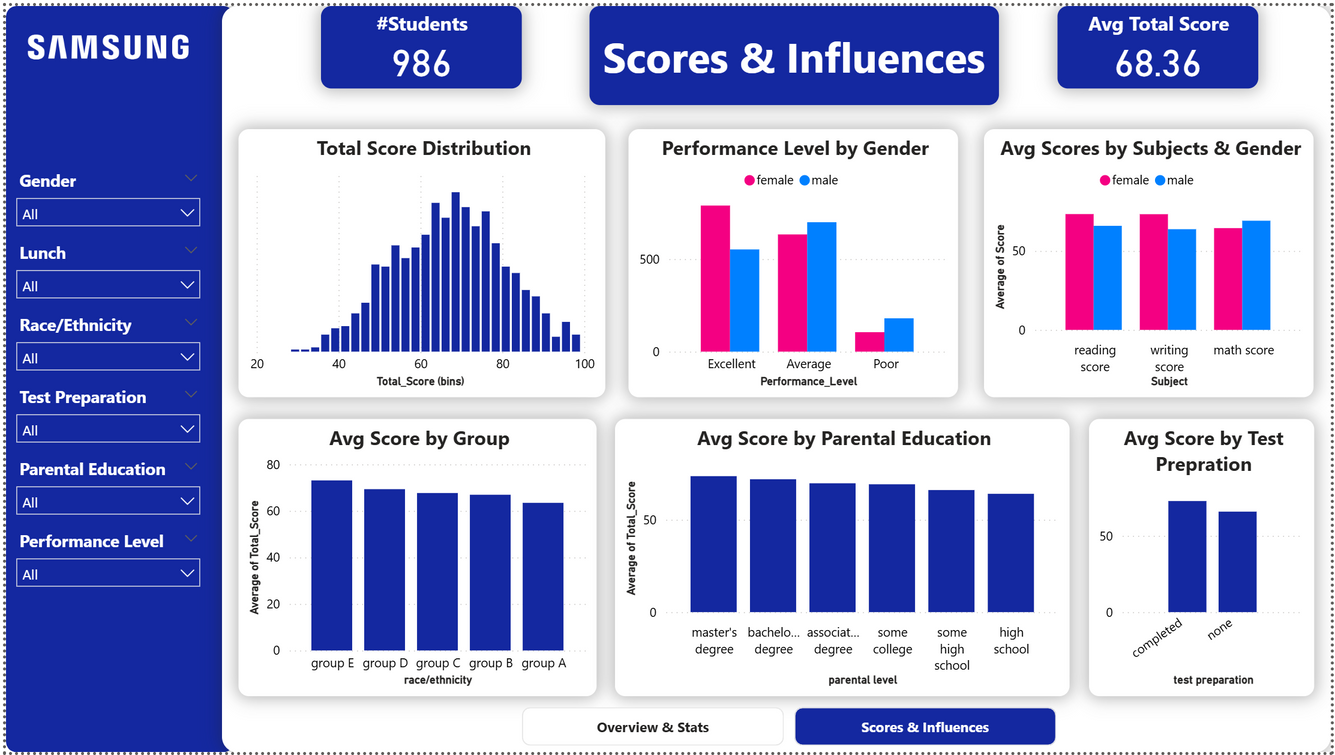 SAMSUNG
#Students
986
Scores & Influences
Avg Total Score
68.36
Gender
All
Lunch
All
Race/Ethnicity
All
Test Preparation
All
Parental Education
All
Performance Level
All
Total Score Distribution
20 40 60 80 100
Total_Score (bins)
Performance Level by Gender
female male
500
0
Excellent Average Poor
Performance_Level
Avg Scores by Subjects & Gender
female male
Average of Score
50
0
reading score
writing score
math score
Subject
Avg Score by Group
Average of Total_Score
80
60
40
20
0
group E group D group C group B group A
race/ethnicity
Avg Score by Parental Education
Average of Total_Score
50
0
master's degree
bachelo... degree
associat... degree
some college
some high school
high school
parental level
Avg Score by Test
Prepration
50
0
completed
none
test preparation
Overview & Stats
Scores & Influences